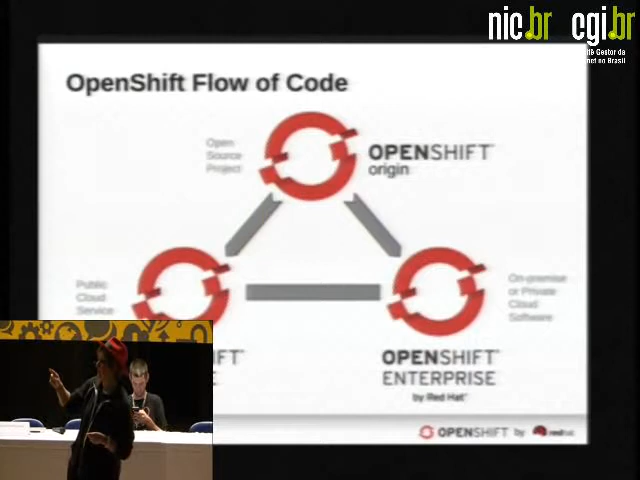 nic.br cgi.br
OpenShift Flow of Code
Open
Source
Project
OPENSHIFT
origin
Public
Cloud
Service
On-premise
or Private
Cloud
Software
OPENSHIFT
ENTERPRISE
by Red Hat
OPENSHIFT by redhat